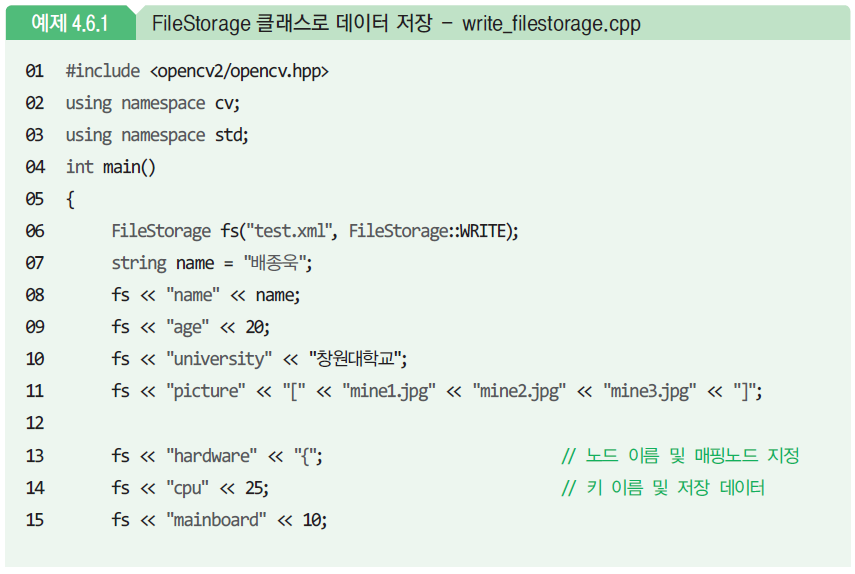 예제 4.6.1 FileStorage 클래스로 데이터 저장 - write_filestorage.cpp
01 #include <opencv2/opencv.hpp>
02 using namespace cv;
03 using namespace std;
04 int main()
05 {
06 FileStorage fs("test.xml", FileStorage::WRITE);
07 string name = "배종욱";
08 fs << "name" << name;
09 fs << "age" << 20;
10 fs << "university" << "창원대학교";
11 fs << "picture" << "[" << "mine1.jpg" << "mine2.jpg" << "mine3.jpg" << "]";
12
13 fs << "hardware" << "{"; // 노드 이름 및 매핑노드 지정
14 fs << "cpu" << 25; // 키 이름 및 저장 데이터
15 fs << "mainboard" << 10;